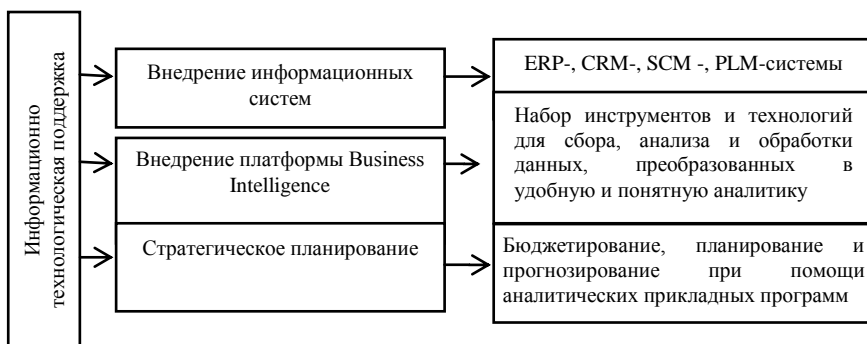 Информационно
технологическая поддержка
Внедрение информационных
систем
ERP-, CRM-, SCM -, PLM-системы
Внедрение платформы Business
Intelligence
Набор инструментов и технологий
для сбора, анализа и обработки
данных, преобразованных в
удобную и понятную аналитику
Стратегическое планирование
Бюджетирование, планирование и
прогнозирование при помощи
аналитических прикладных программ